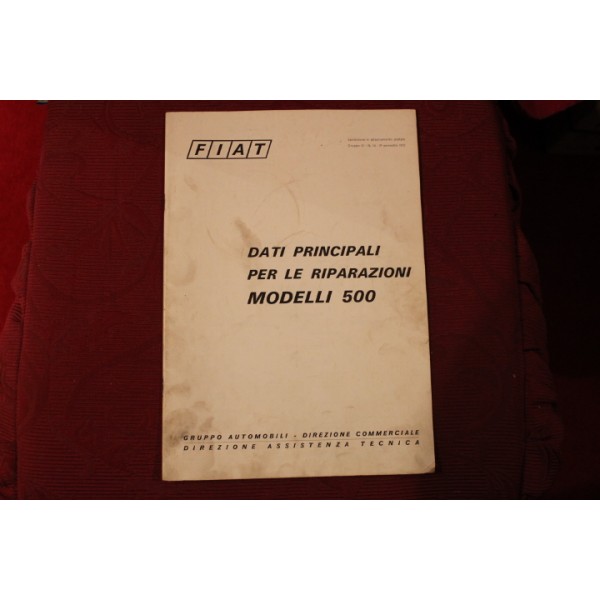 FIAT
DATI PRINCIPALI
PER LE RIPARAZIONI
MODELLI 500
GRUPPO AUTOMOBILI - DIREZIONE COMMERCIALE
DIREZIONE ASSISTENZA TECNICA